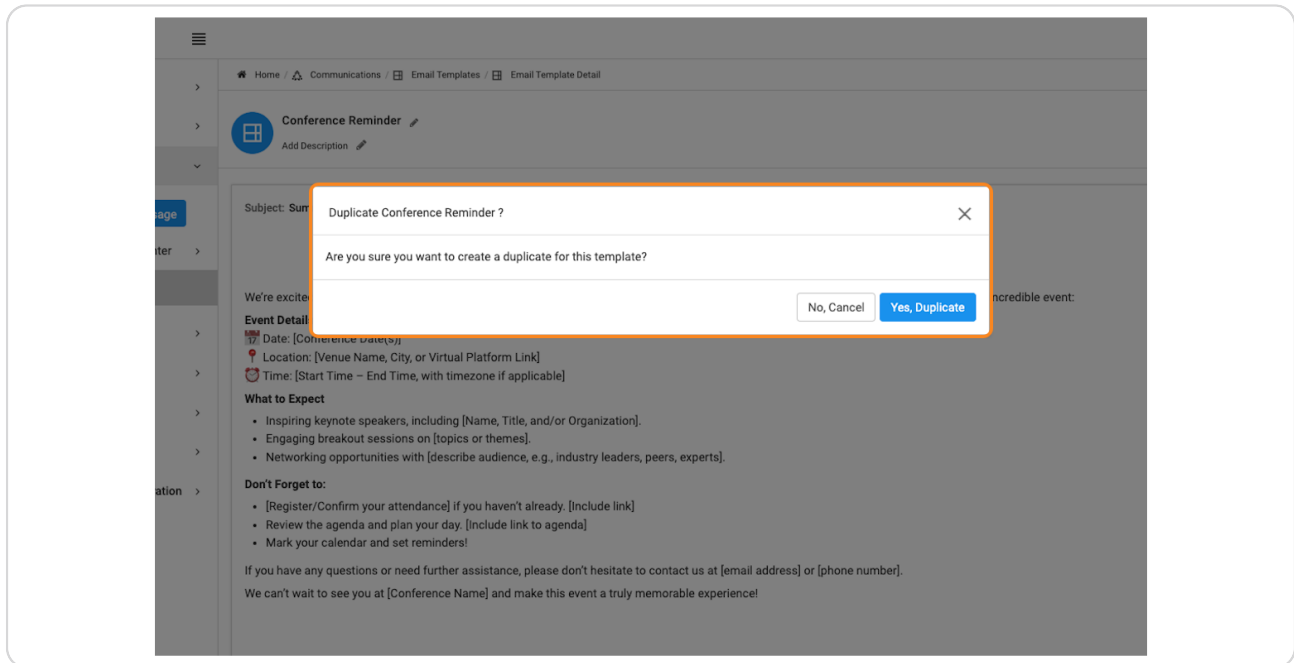 Home / Communications / Email Templates / Email Template Detail
Conference Reminder
Add Description
sage
Subject: Sum
Duplicate Conference Reminder ?
Are you sure you want to create a duplicate for this template?
No, Cancel Yes, Duplicate
nter
We're excite ncredible event:
Event Detail
17 Date: [Conference Date(s)]
Location: [Venue Name, City, or Virtual Platform Link]
Time: [Start Time – End Time, with timezone if applicable]
What to Expect
• Inspiring keynote speakers, including [Name, Title, and/or Organization].
• Engaging breakout sessions on [topics or themes].
• Networking opportunities with [describe audience, e.g., industry leaders, peers, experts].
Don't Forget to:
ration
• [Register/Confirm your attendance] if you haven't already. [Include link]
• Review the agenda and plan your day. [Include link to agenda]
• Mark your calendar and set reminders!
If you have any questions or need further assistance, please don't hesitate to contact us at [email address] or [phone number].
We can't wait to see you at [Conference Name] and make this event a truly memorable experience!